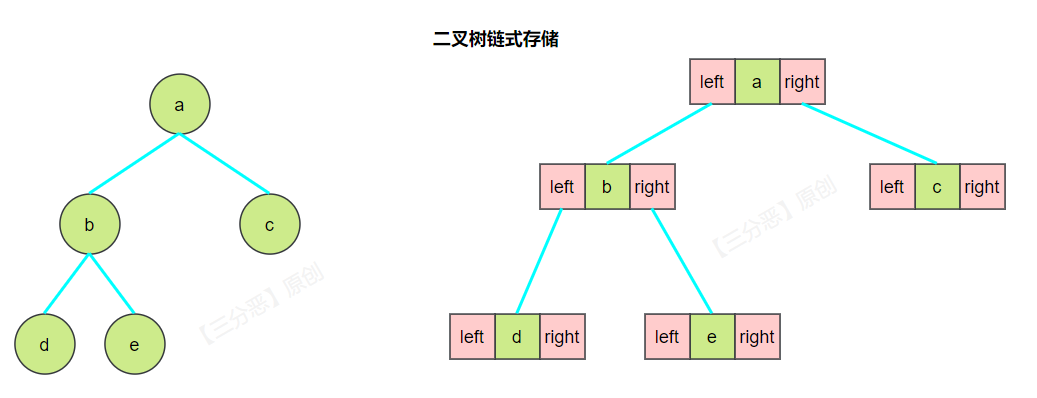 二叉树链式存储
a
b
c
d
e
left a right
left b right
left c right
left d right
left e right
【三分恶】原创
【三分恶】原创